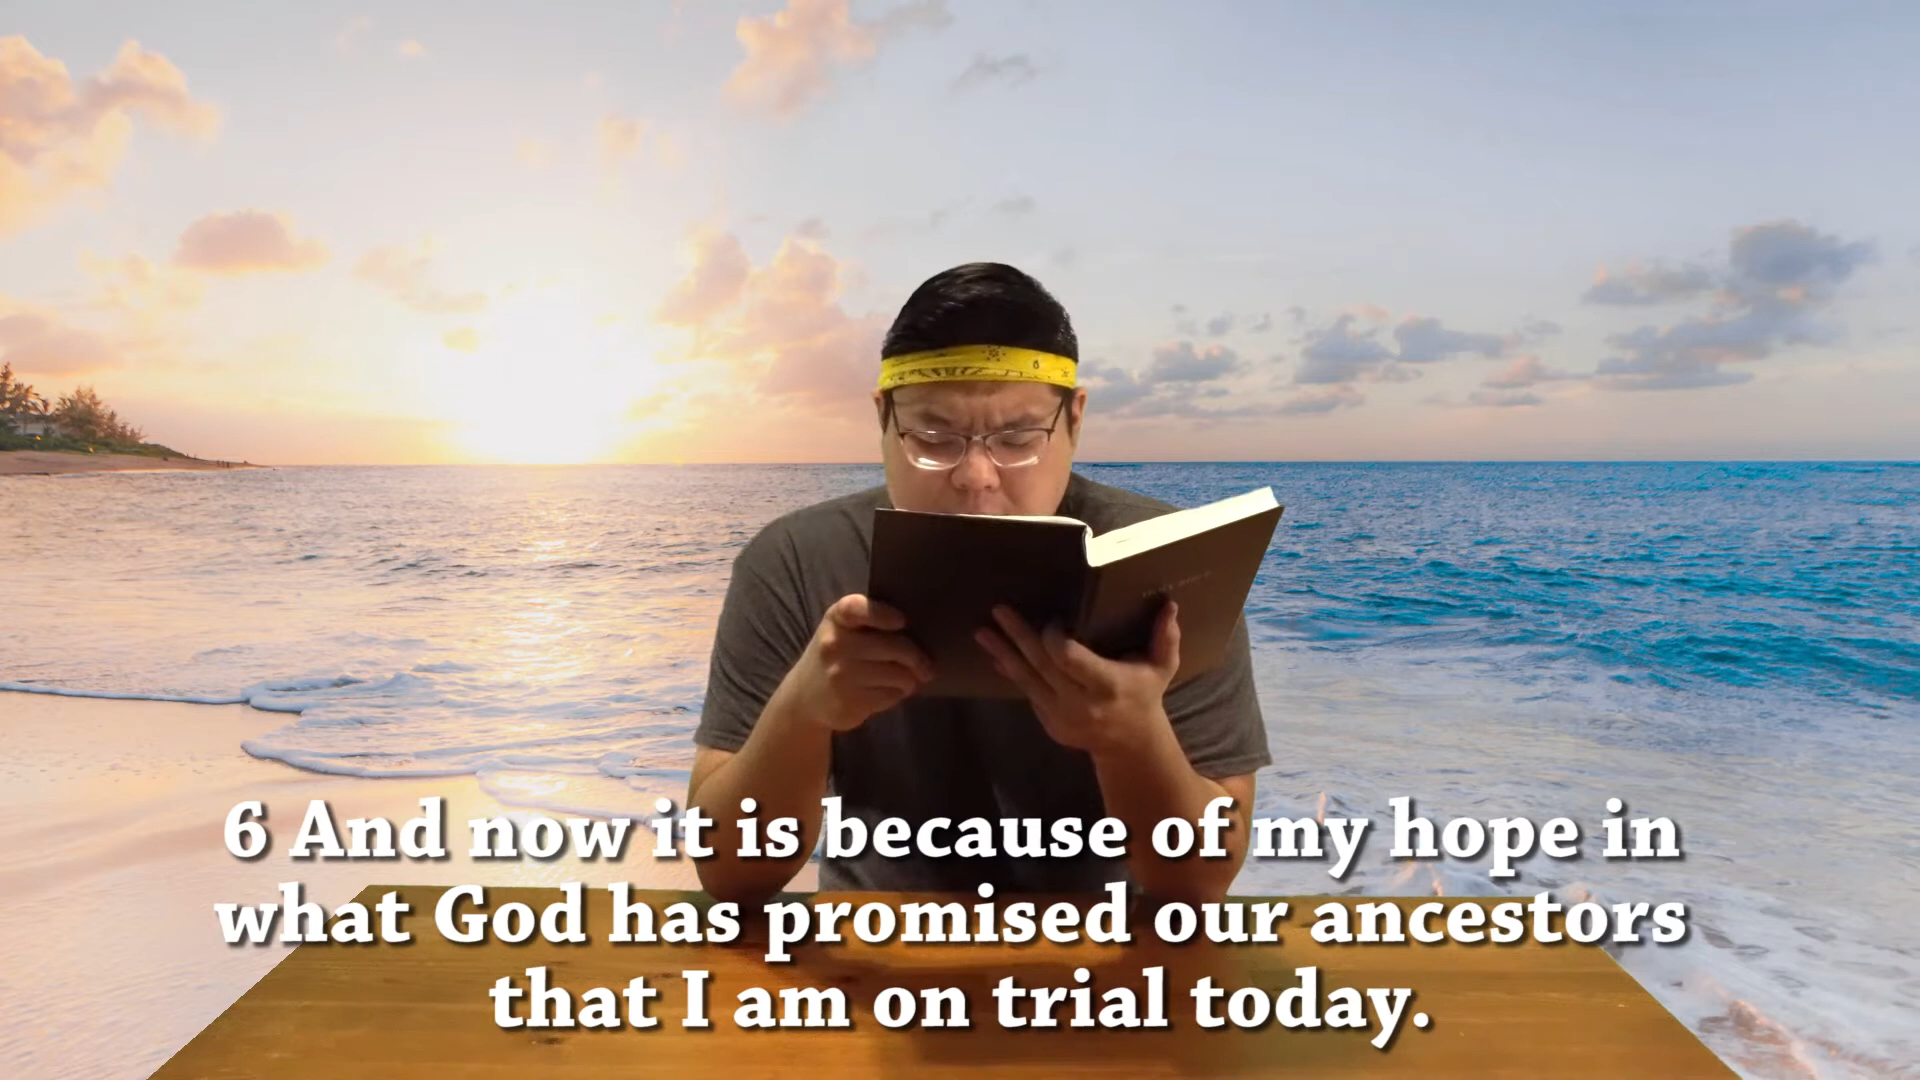 6 And now it is because of my hope in
what God has promised our ancestors
that I am on trial today.